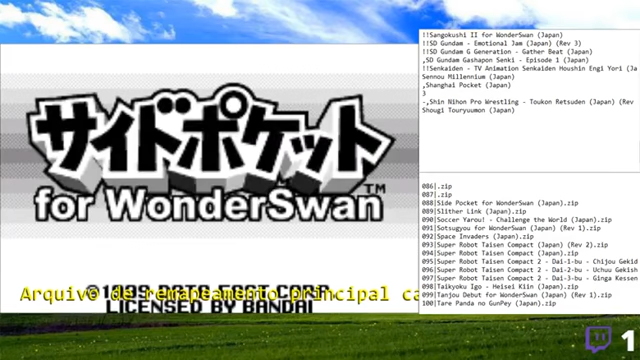 サイドポケット
TM
for WonderSwan
Arquivo de remapeamento principal ca
LICENSED BY BANDAI
!!Sangokushi II for WonderSwan (Japan)
!!SD Gundam - Emotional Jam (Japan) (Rev 3)
!!SD Gundam G Generation - Gather Beat (Japan)
,SD Gundam Gashapon Senki - Episode 1 (Japan)
!!Senkaiden - TV Animation Senkaiden Houshin Engi Yori (Ja
Sennou Millennium (Japan)
,Shanghai Pocket (Japan)
3
-,Shin Nihon Pro Wrestling - Toukon Retsuden (Japan) (Rev
Shougi Touryuumon (Japan)
086|.zip
087|.zip
088|Side Pocket for WonderSwan (Japan).zip
089|Slither Link (Japan).zip
090|Soccer Yarou! - Challenge the World (Japan).zip
091|Sotsugyou for WonderSwan (Japan) (Rev 1).zip
092|Space Invaders (Japan).zip
093|Super Robot Taisen Compact (Japan) (Rev 2).zip
094|Super Robot Taisen Compact (Japan).zip
095|Super Robot Taisen Compact 2 - Dai-1-bu - Chijou Gekid
096|Super Robot Taisen Compact 2 - Dai-2-bu - Uchuu Gekish
097|Super Robot Taisen Compact 2 - Dai-3-bu - Ginga Kessen
098|Taikyoku Igo - Heisei Kiin (Japan).zip
099|Tanjou Debut for WonderSwan (Japan) (Rev 1).zip
100|Tare Panda no GunPey (Japan).zip
1